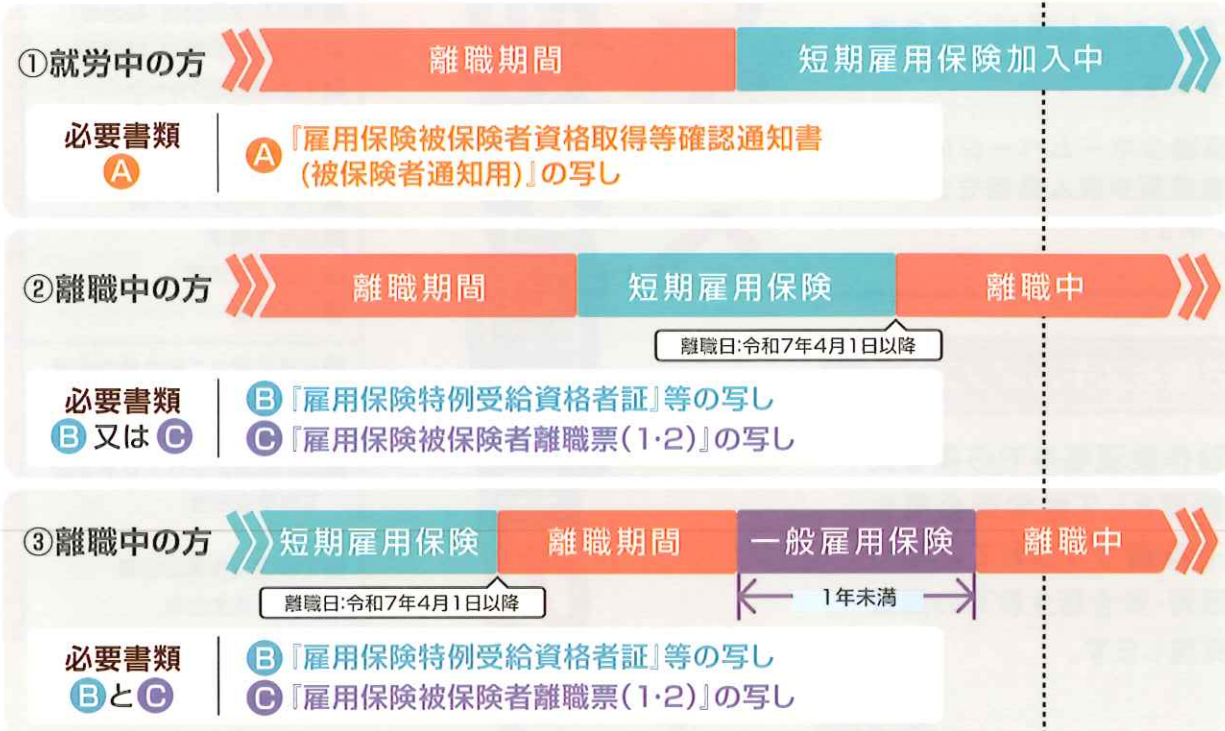 ①就労中の方
離職期間
短期雇用保険加入中
必要書類
A
A『雇用保険被保険者資格取得等確認通知書
(被保険者通知用)』の写し
②離職中の方
離職期間
短期雇用保険
離職中
離職日:令和7年4月1日以降
必要書類
B又はC
B『雇用保険特例受給資格者証』等の写し
C『雇用保険被保険者離職票(1・2)』の写し
③離職中の方
短期雇用保険
離職期間
一般雇用保険
離職中
離職日:令和7年4月1日以降
1年未満
必要書類
BとC
B『雇用保険特例受給資格者証』等の写し
C『雇用保険被保険者離職票(1・2)』の写し